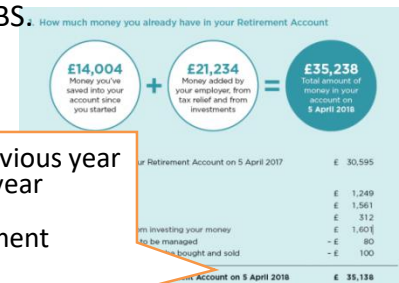 BS.
. How much money you already have in your Retirement Account
£14,004
Money you've
saved into your
account since
you started
+
£21,234
Money added by
your employer, from
tax relief and from
investments
=
£35,238
Total amount of
money in your
account on
5 April 2018
vious year
year
ment
ur Retirement Account on 5 April 2017 £ 30,595
£ 1,249
£ 1,561
£ 312
om investing your money £ 1,601
to be managed - £ 80
be bought and sold - £ 100
Account on 5 April 2018 £ 35,138